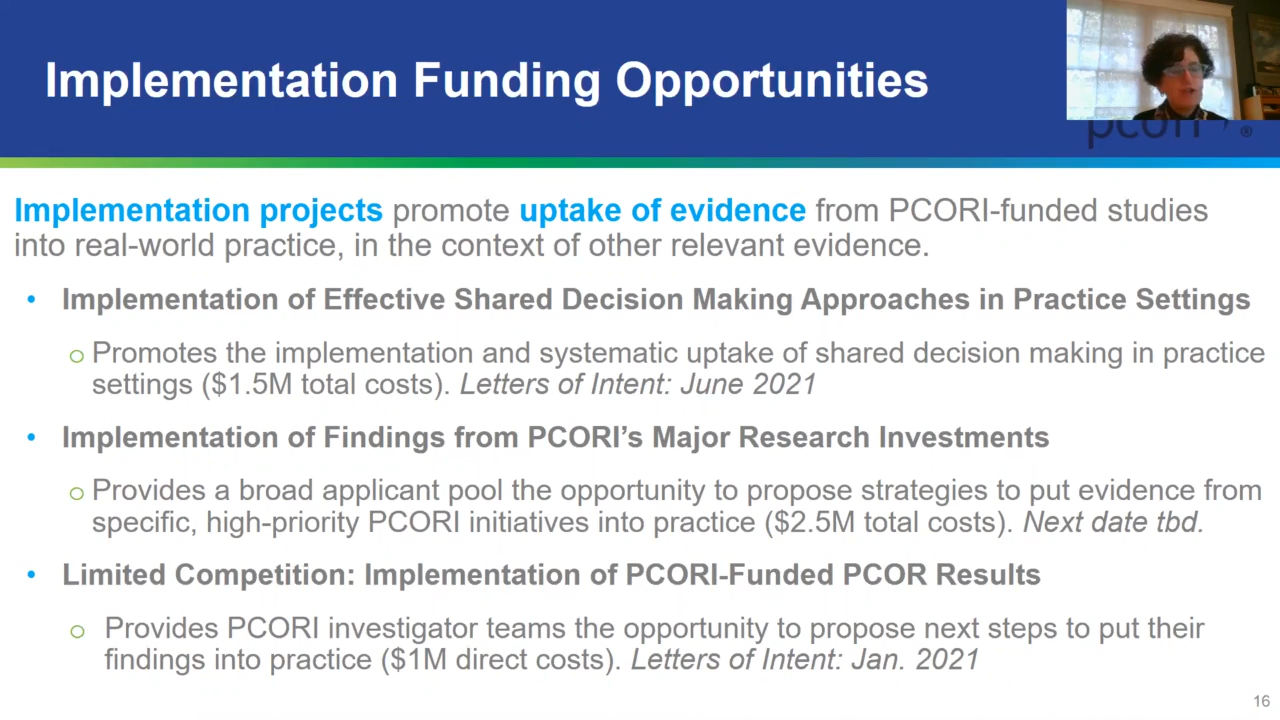 Implementation Funding Opportunities
pcori
®
Implementation projects promote uptake of evidence from PCORI-funded studies
into real-world practice, in the context of other relevant evidence.
• Implementation of Effective Shared Decision Making Approaches in Practice Settings
o Promotes the implementation and systematic uptake of shared decision making in practice
settings ($1.5M total costs). Letters of Intent: June 2021
• Implementation of Findings from PCORI’s Major Research Investments
o Provides a broad applicant pool the opportunity to propose strategies to put evidence from
specific, high-priority PCORI initiatives into practice ($2.5M total costs). Next date tbd.
• Limited Competition: Implementation of PCORI-Funded PCOR Results
o Provides PCORI investigator teams the opportunity to propose next steps to put their
findings into practice ($1M direct costs). Letters of Intent: Jan. 2021
16